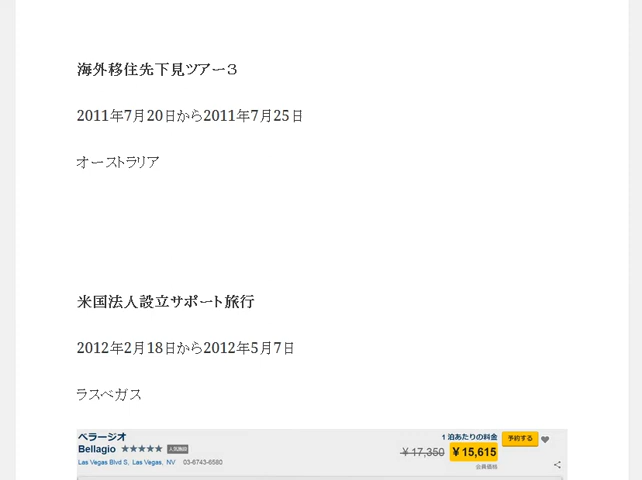 海外移住先下見ツアー３
2011年7月20日から2011年7月25日
オーストラリア
米国法人設立サポート旅行
2012年2月18日から2012年5月7日
ラスベガス
ベラージオ
Bellagio ★★★★★ 人気施設
Las Vegas Blvd S, Las Vegas, NV 03-6743-6580
1 泊あたりの料金 予約する
￥17,350 ￥15,615
会員価格